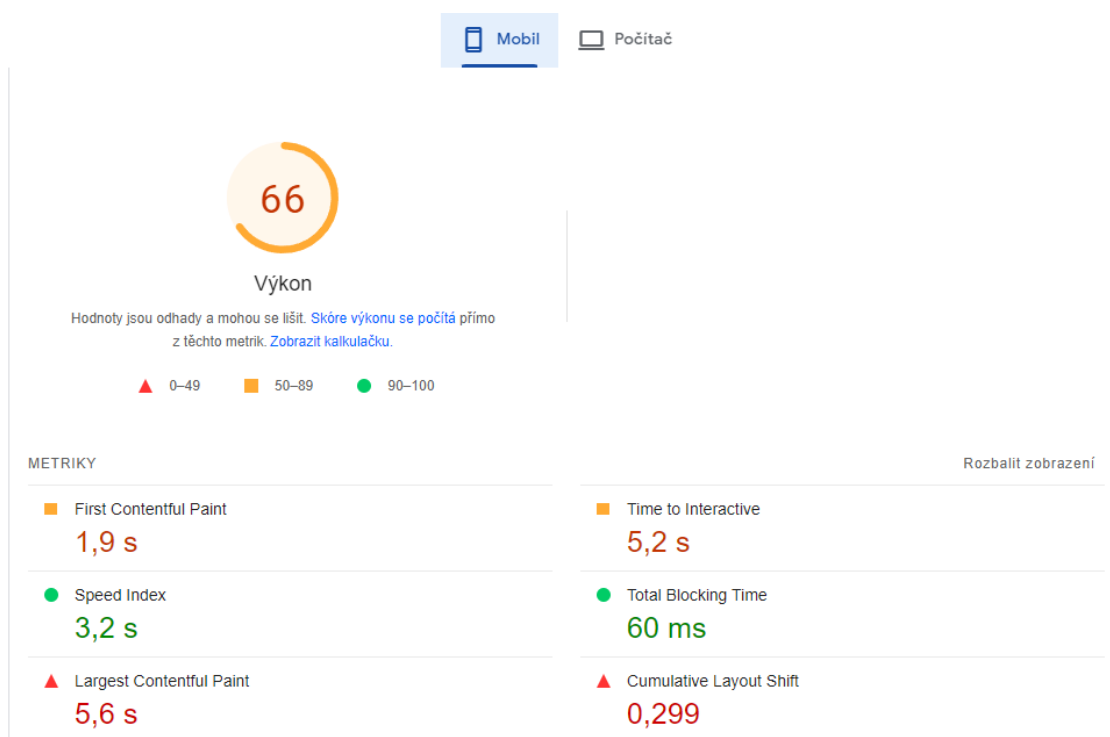 Mobil
Počítač
66
Výkon
Hodnoty jsou odhady a mohou se lišit. Skóre výkonu se počítá přímo
z těchto metrik. Zobrazit kalkulačku.
0–49
50–89
90–100
METRIKY
Rozbalit zobrazení
First Contentful Paint
1,9 s
Time to Interactive
5,2 s
Speed Index
3,2 s
Total Blocking Time
60 ms
Largest Contentful Paint
5,6 s
Cumulative Layout Shift
0,299